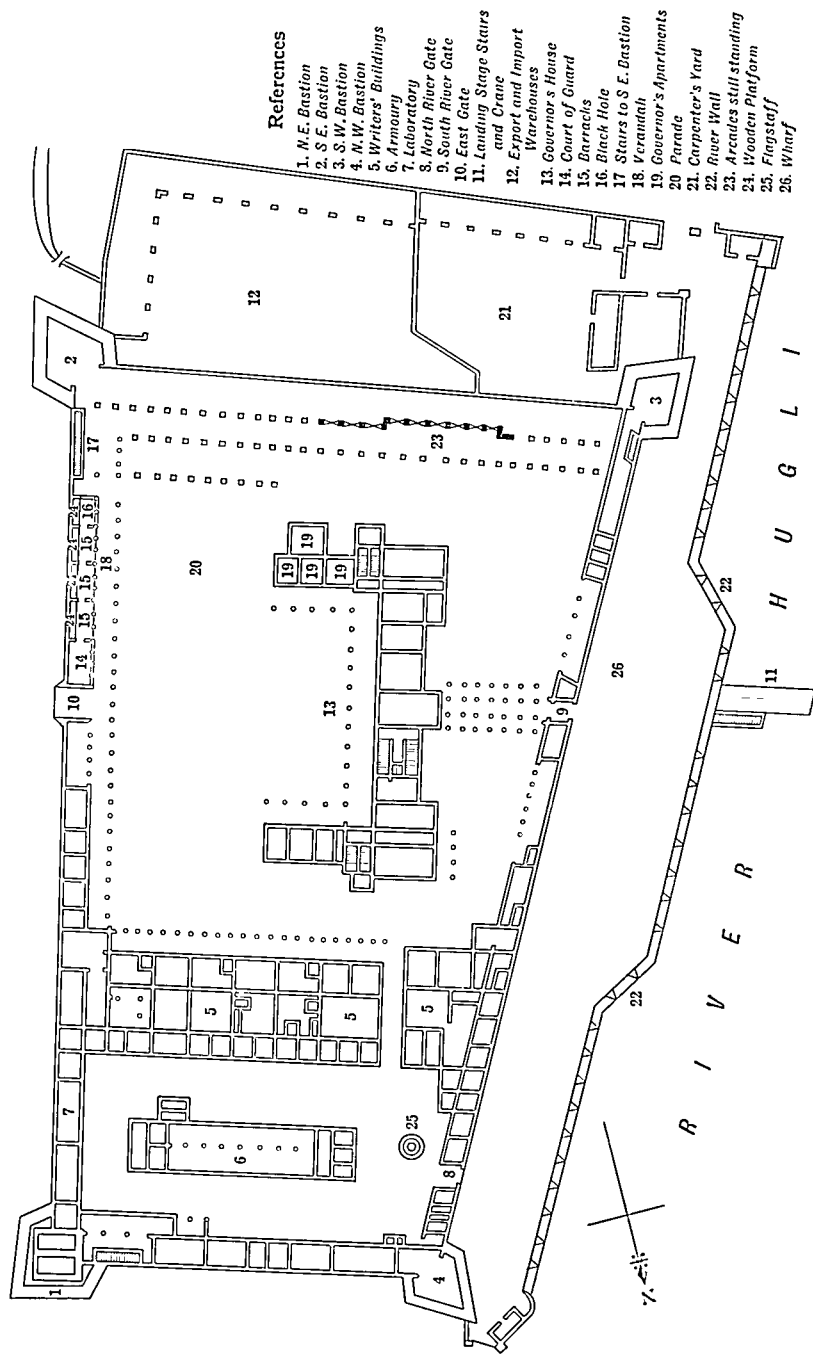 References
1. N.E. Bastion
2. S E. Bastion
3. S.W. Bastion
4. N.W. Bastion
5. Writers' Buildings
6. Armoury
7. Laboratory
8. North River Gate
9. South River Gate
10. East Gate
11. Landing Stage Stairs
and Crane
12. Export and Import
Warehouses
13. Governor s House
14. Court of Guard
15. Barracks
16. Black Hole
17 Stairs to S E. Bastion
18. Verandah
19. Governor's Apartments
20 Parade
21. Carpenter's Yard
22. River Wall
23. Arcades still standing
24. Wooden Platform
25. Flagstaff
26. Wharf
2
12
21
3
17
23
24
16
24
15
24
15
24
15
18
14
20
19
19
19
19
10
13
9
26
22
11
5
5
5
22
7
6
25
8
1
4
N.
RIVER HUGLI